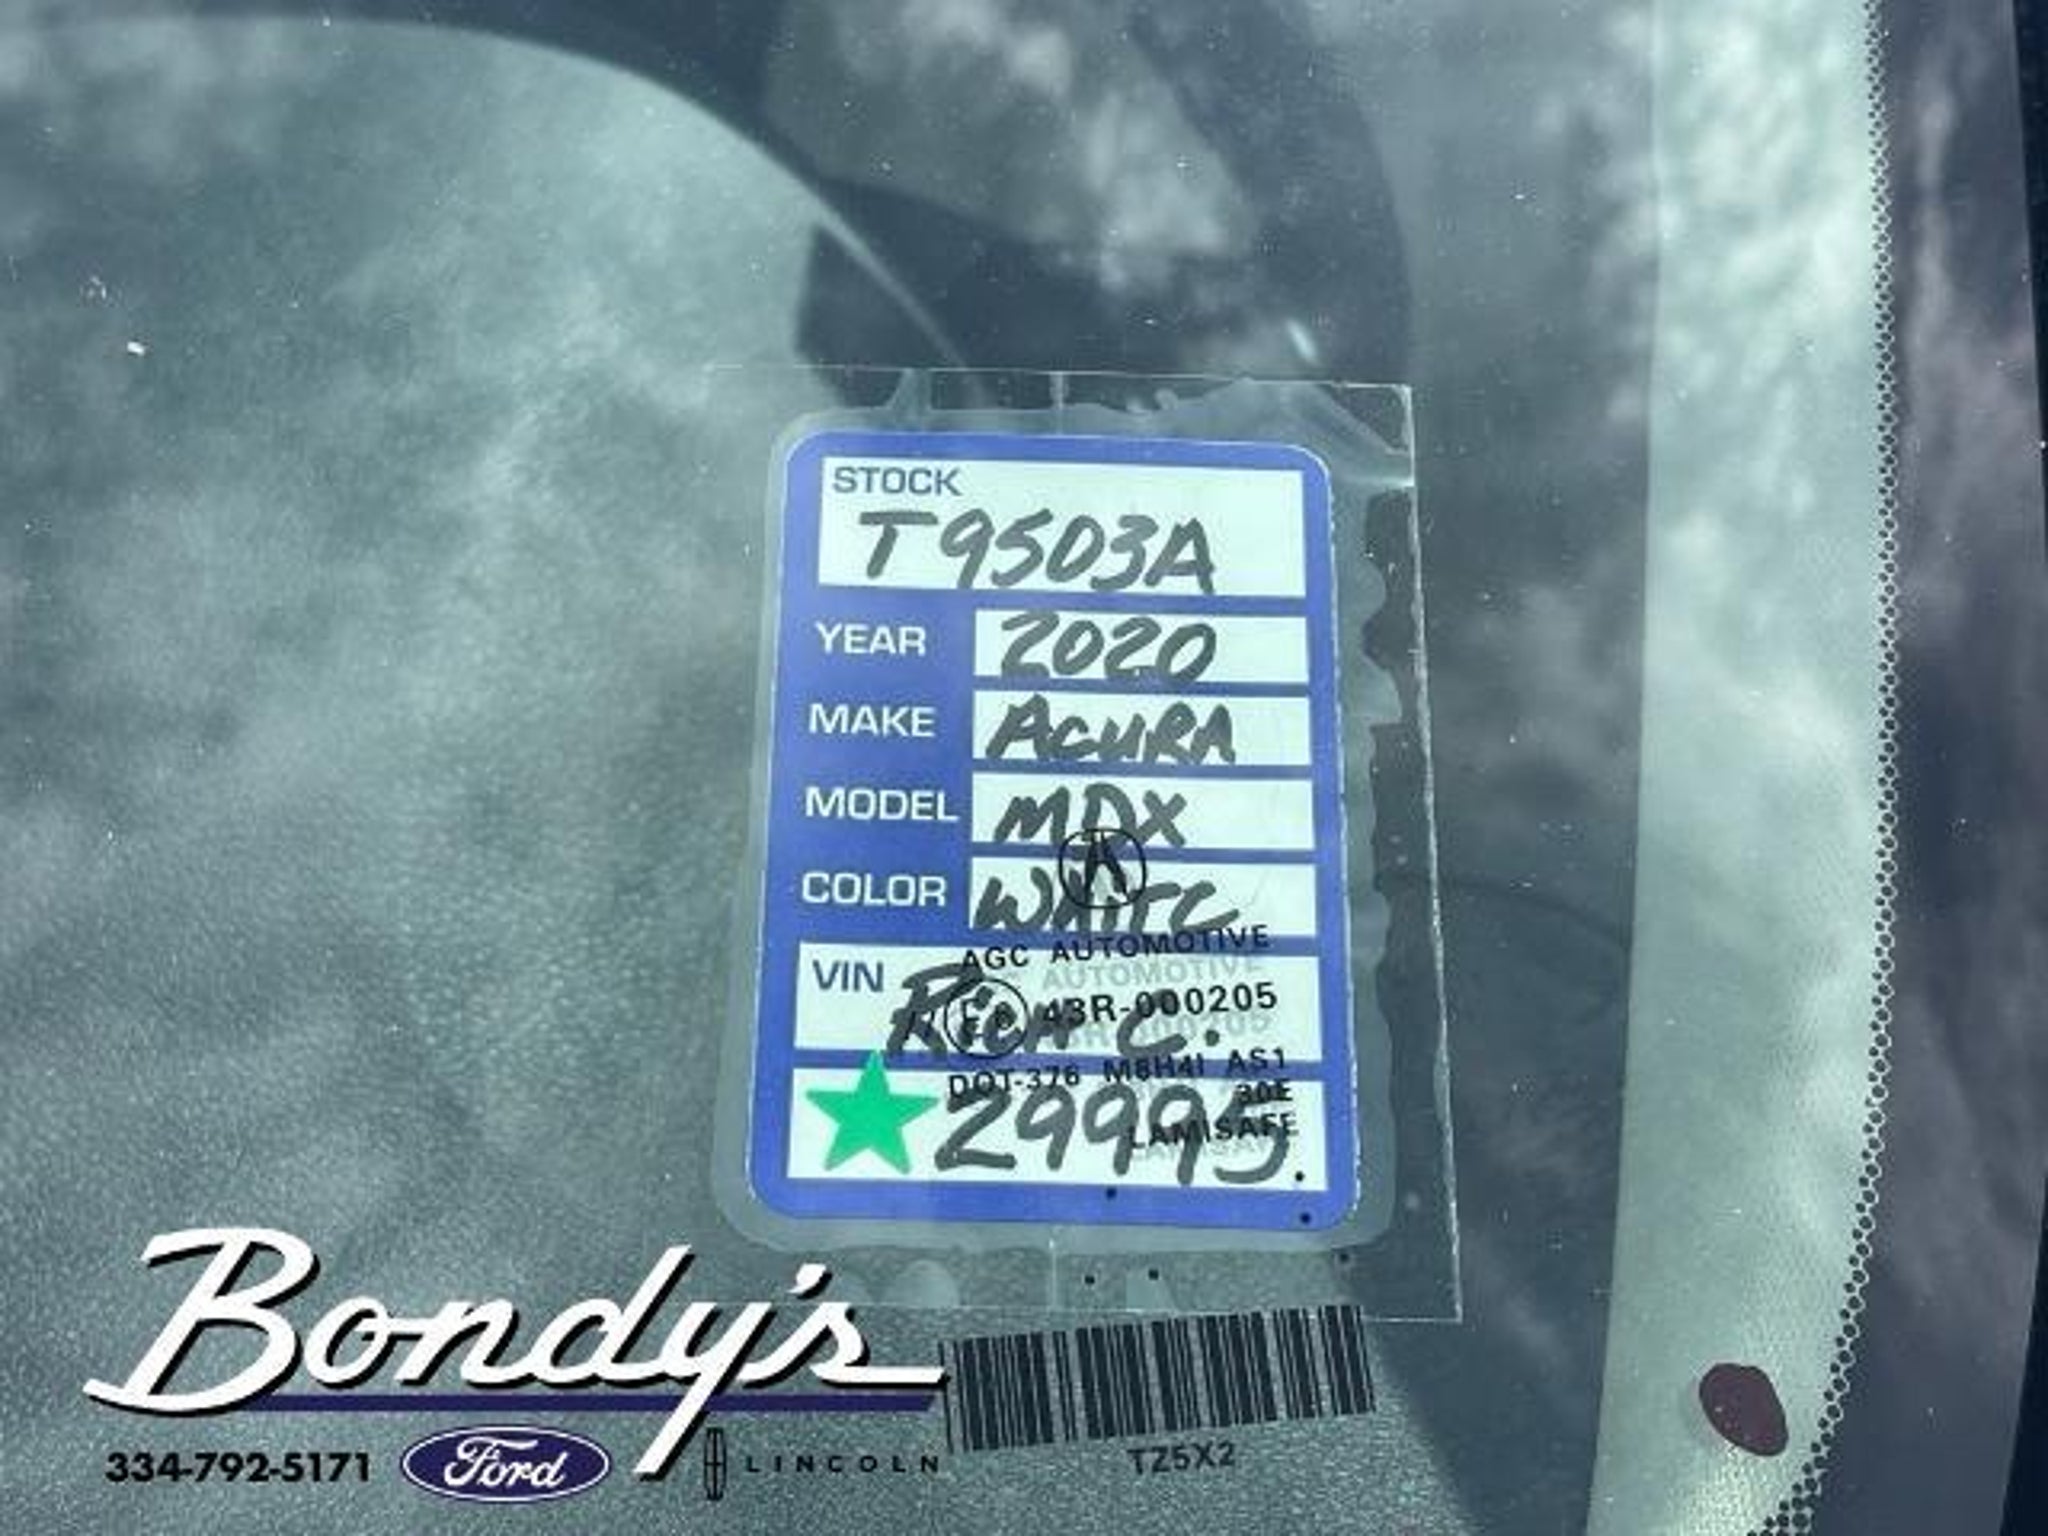 STOCK
T9503A
YEAR 2020
MAKE ACURA
MODEL MDX
COLOR WHITE
AGC AUTOMOTIVE
VIN RICH C.
43R-000205
DOT-376 M8H4I AS1
30E
29995.
LAMISAFE
Bondy's
334-792-5171 Ford LINCOLN
TZ5X2